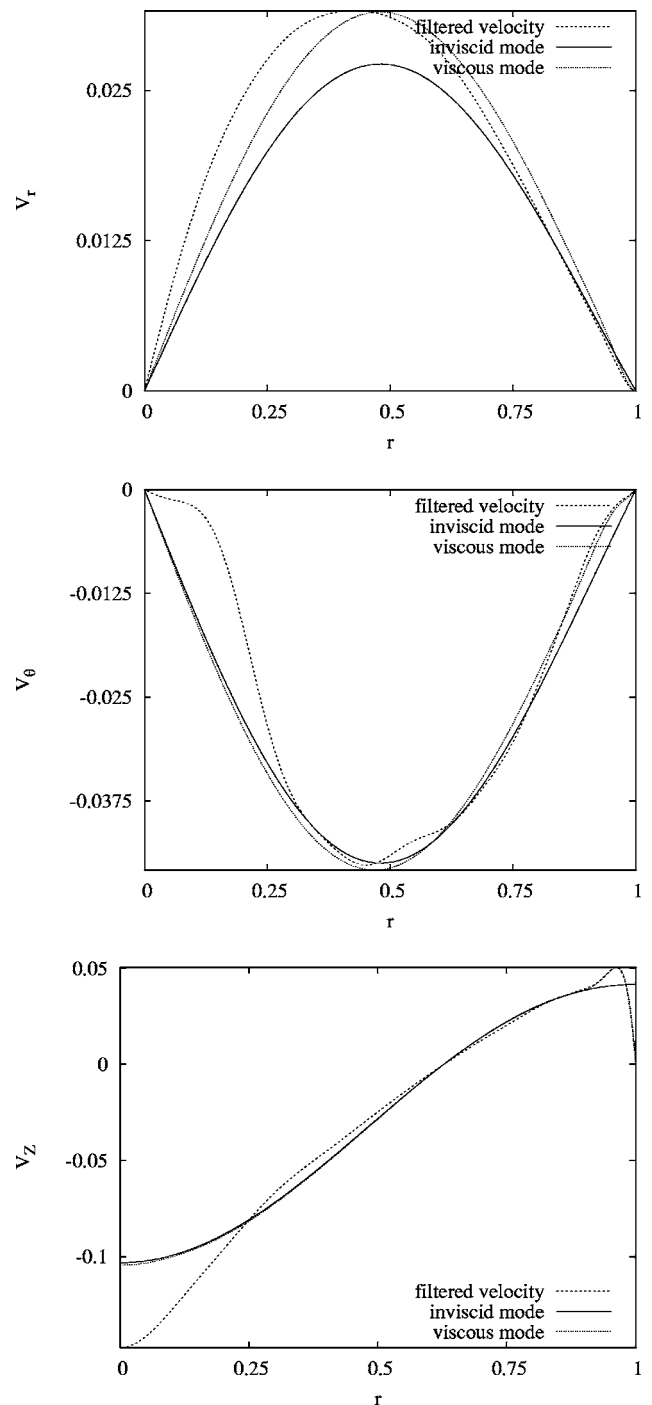 filtered velocity
inviscid mode
viscous mode
0.025
0.0125
0
V_r
0 0.25 0.5 0.75 1
r
0
-0.0125
-0.025
-0.0375
V_θ
filtered velocity
inviscid mode
viscous mode
0 0.25 0.5 0.75 1
r
0.05
0
-0.05
-0.1
V_Z
filtered velocity
inviscid mode
viscous mode
0 0.25 0.5 0.75 1
r